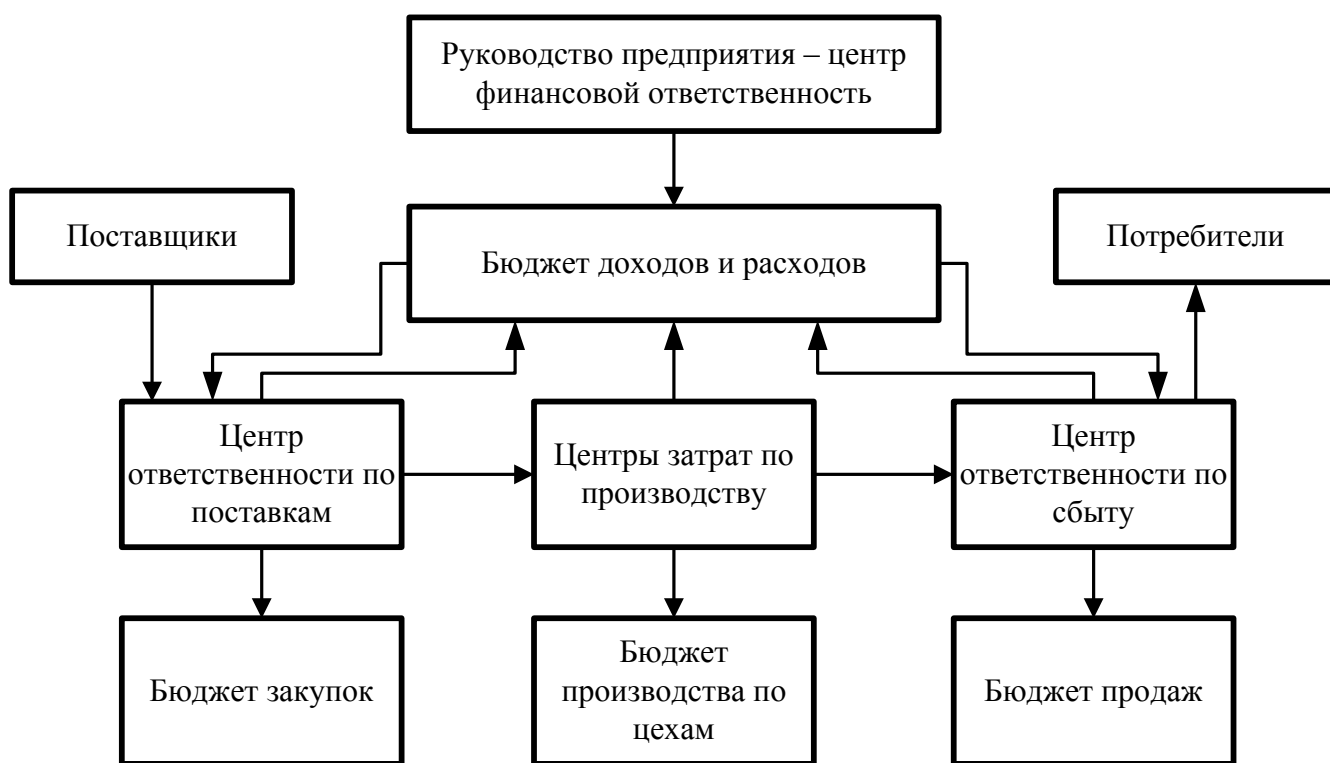 Руководство предприятия – центр
финансовой ответственность
Поставщики
Бюджет доходов и расходов
Потребители
Центр
ответственности по
поставкам
Центры затрат по
производству
Центр
ответственности по
сбыту
Бюджет закупок
Бюджет
производства по
цехам
Бюджет продаж